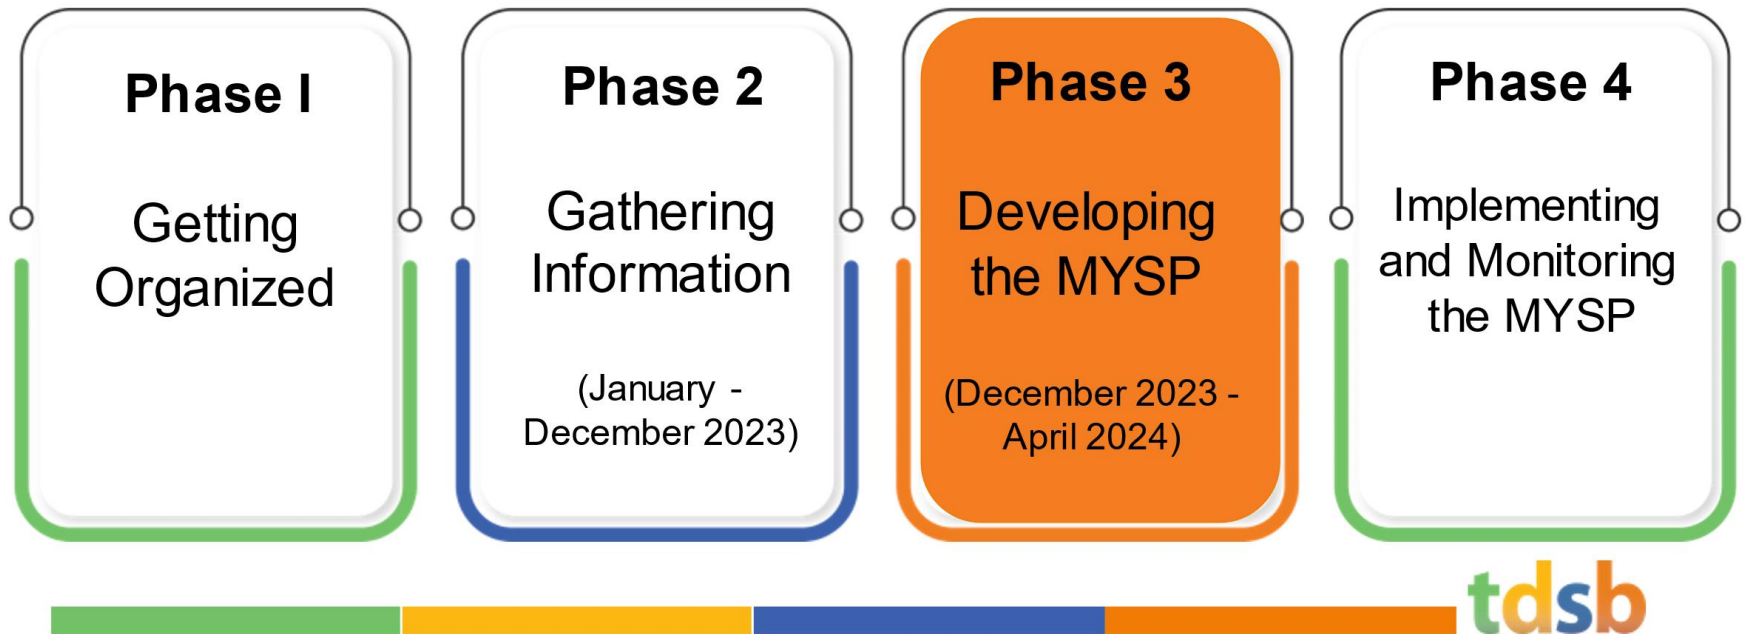 Phase I
Getting
Organized
Phase 2
Gathering
Information
(January -
December 2023)
Phase 3
Developing
the MYSP
(December 2023 -
April 2024)
Phase 4
Implementing
and Monitoring
the MYSP
tdsb